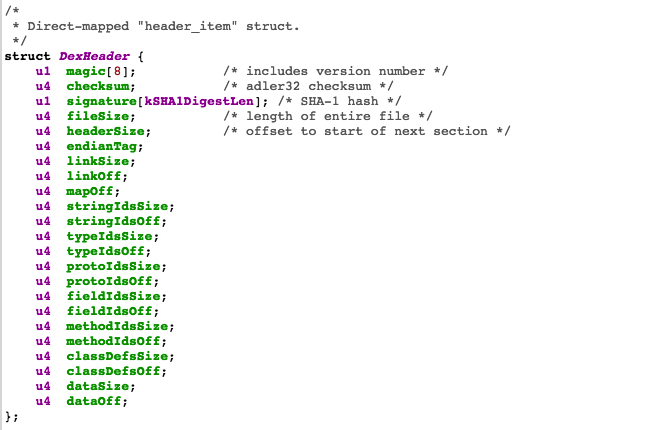 /*
 * Direct-mapped "header_item" struct.
 */
struct DexHeader {
    u1  magic[8];           /* includes version number */
    u4  checksum;           /* adler32 checksum */
    u1  signature[kSHA1DigestLen]; /* SHA-1 hash */
    u4  fileSize;           /* length of entire file */
    u4  headerSize;         /* offset to start of next section */
    u4  endianTag;
    u4  linkSize;
    u4  linkOff;
    u4  mapOff;
    u4  stringIdsSize;
    u4  stringIdsOff;
    u4  typeIdsSize;
    u4  typeIdsOff;
    u4  protoIdsSize;
    u4  protoIdsOff;
    u4  fieldIdsSize;
    u4  fieldIdsOff;
    u4  methodIdsSize;
    u4  methodIdsOff;
    u4  classDefsSize;
    u4  classDefsOff;
    u4  dataSize;
    u4  dataOff;
};